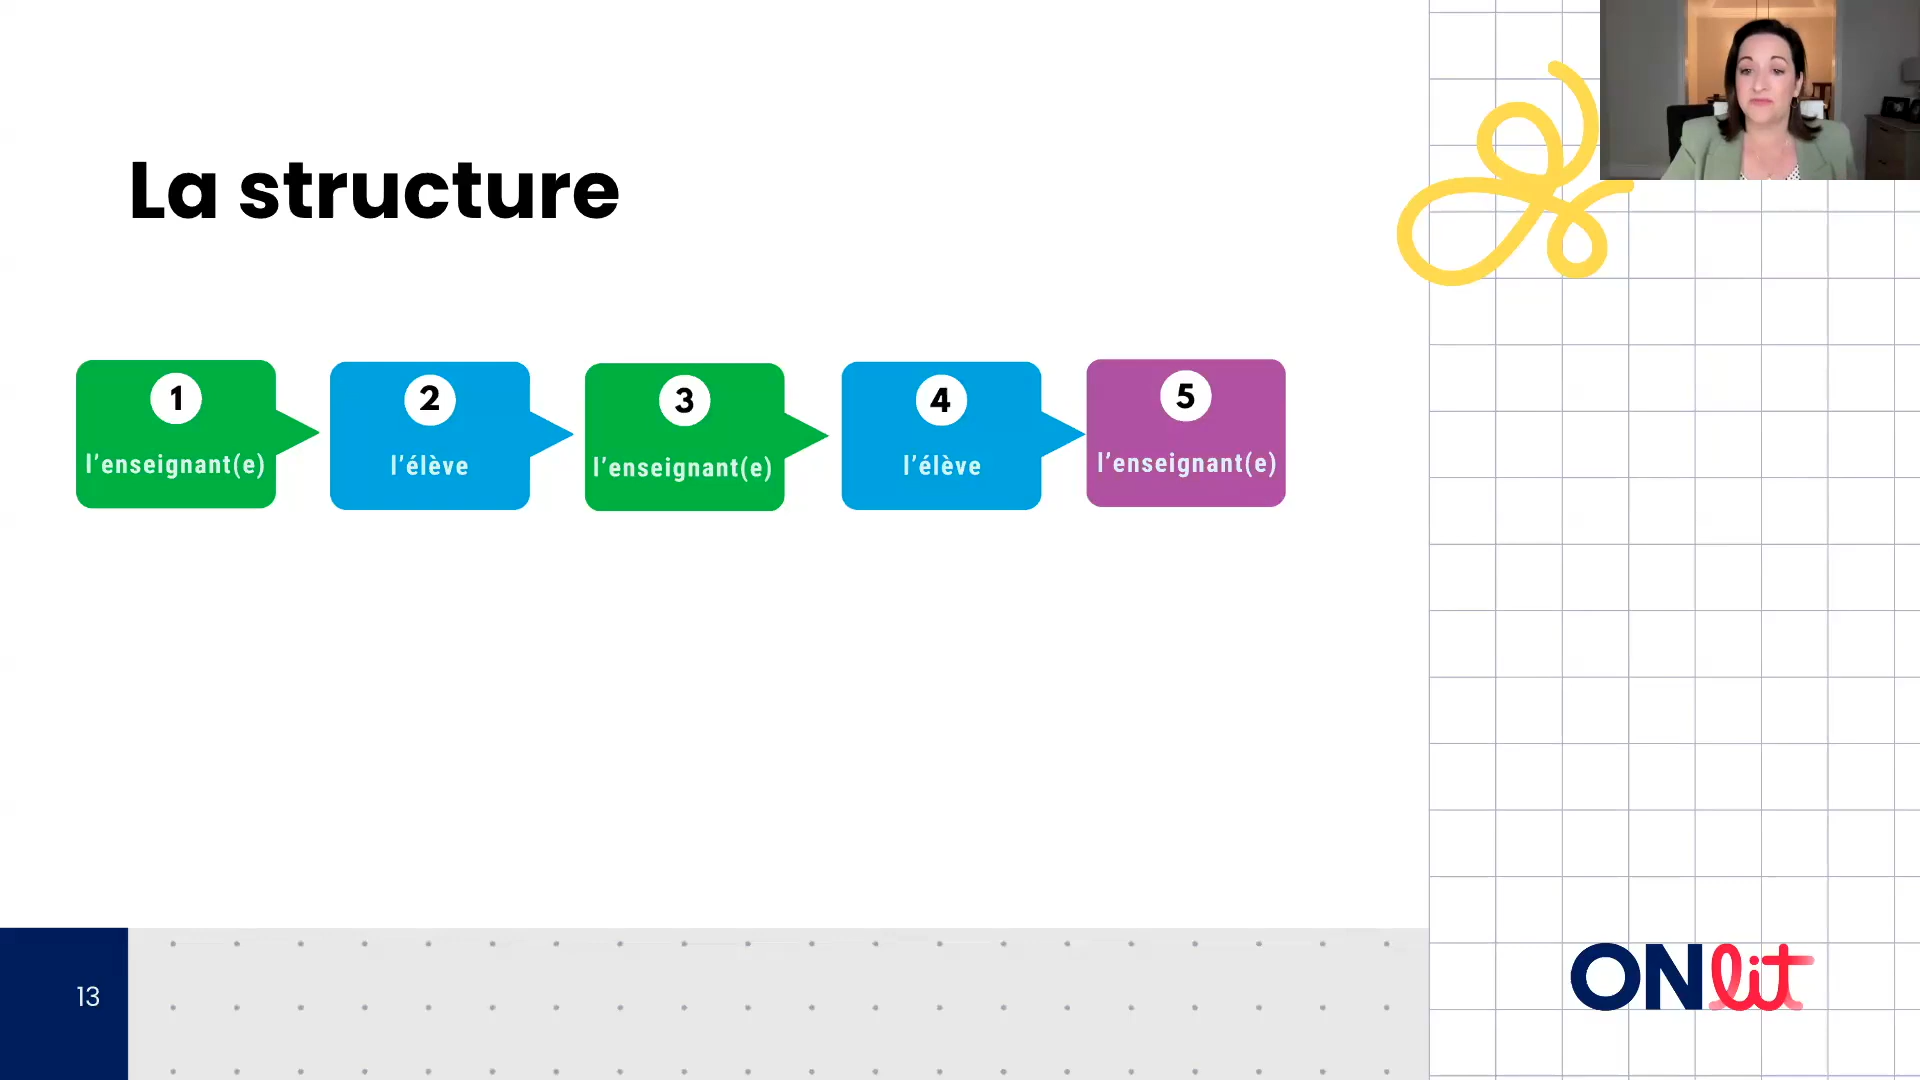 La structure
1
l’enseignant(e)
2
l’élève
3
l’enseignant(e)
4
l’élève
5
l’enseignant(e)
13
ONlit